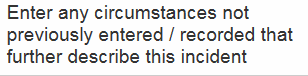 Enter any circumstances not
previously entered / recorded that
further describe this incident